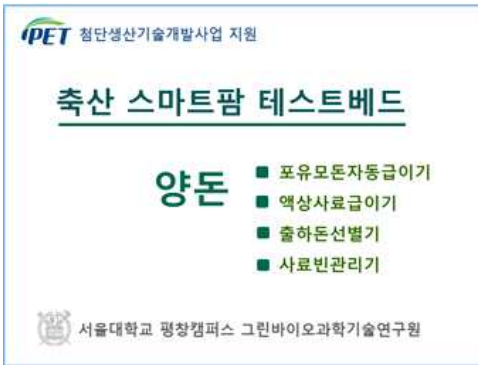 iPET 첨단생산기술개발사업 지원
축산 스마트팜 테스트베드
양돈
■ 포유모돈자동급이기
■ 액상사료급이기
■ 출하돈선별기
■ 사료빈관리기
서울대학교 평창캠퍼스 그린바이오과학기술연구원